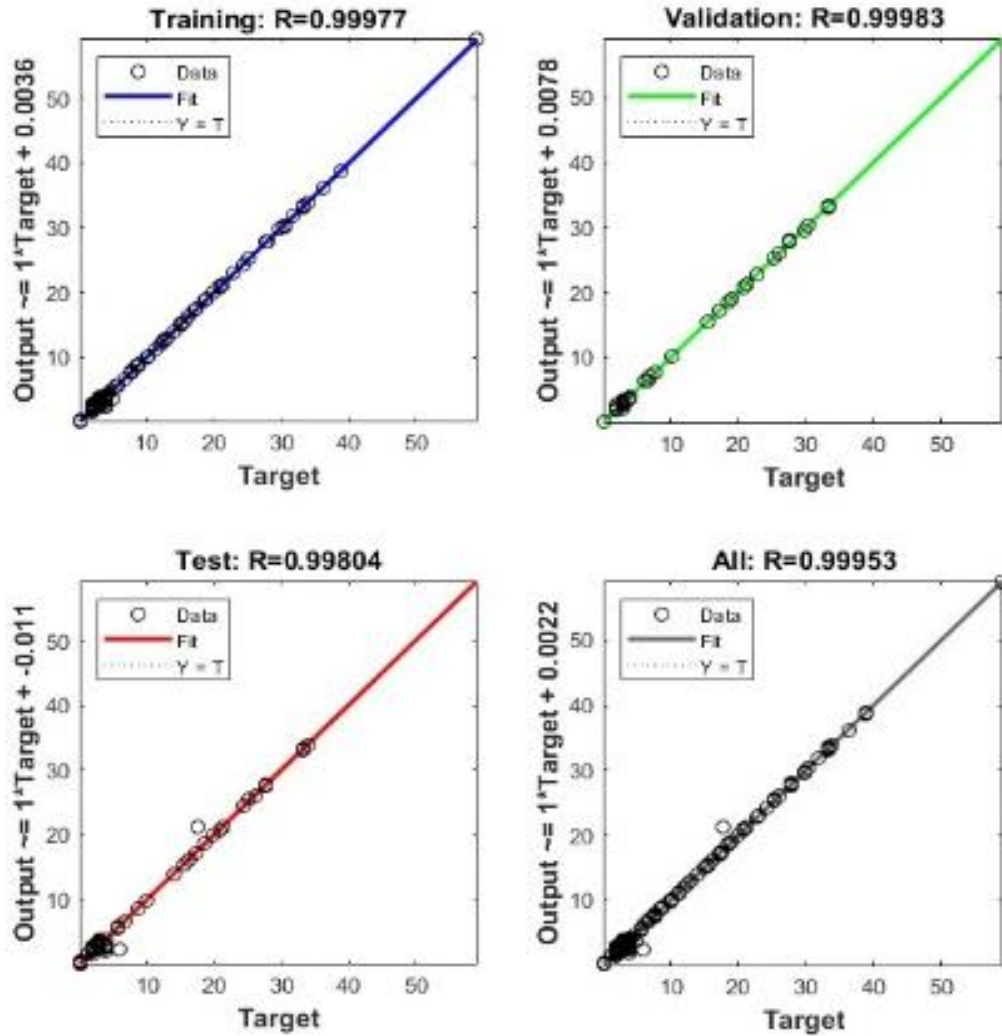 Training: R=0.99977
Output ~= 1*Target + 0.0036
Data
Fit
Y = T
50
40
30
20
10
10 20 30 40 50
Target
Validation: R=0.99983
Output ~= 1*Target + 0.0078
Data
Fit
Y = T
50
40
30
20
10
10 20 30 40 50
Target
Test: R=0.99804
Output ~= 1*Target + -0.011
Data
Fit
Y = T
50
40
30
20
10
10 20 30 40 50
Target
All: R=0.99953
Output ~= 1*Target + 0.0022
Data
Fit
Y = T
50
40
30
20
10
10 20 30 40 50
Target